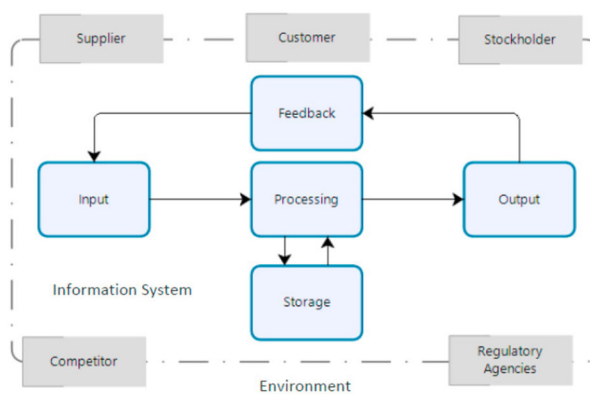 Supplier
Customer
Stockholder
Feedback
Input
Processing
Output
Information System
Storage
Competitor
Regulatory
Agencies
Environment